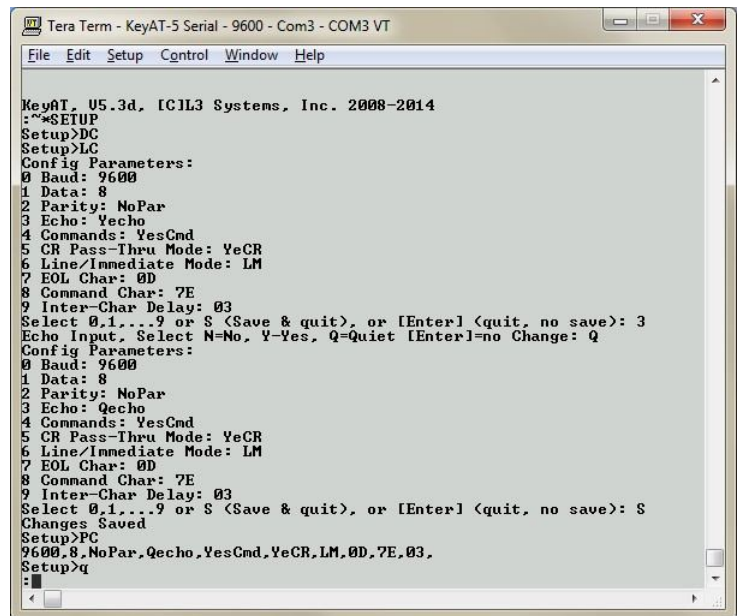 Tera Term - KeyAT-5 Serial - 9600 - Com3 - COM3 VT
File Edit Setup Control Window Help
KeyAT, V5.3d, [C]L3 Systems, Inc. 2008-2014
:~*SETUP
Setup>DC
Setup>LC
Config Parameters:
0 Baud: 9600
1 Data: 8
2 Parity: NoPar
3 Echo: Yecho
4 Commands: YesCmd
5 CR Pass-Thru Mode: YeCR
6 Line/Immediate Mode: LM
7 EOL Char: 0D
8 Command Char: 7E
9 Inter-Char Delay: 03
Select 0,1,...9 or S (Save & quit), or [Enter] (quit, no save): 3
Echo Input, Select N=No, Y-Yes, Q=Quiet [Enter]=no Change: Q
Config Parameters:
0 Baud: 9600
1 Data: 8
2 Parity: NoPar
3 Echo: Qecho
4 Commands: YesCmd
5 CR Pass-Thru Mode: YeCR
6 Line/Immediate Mode: LM
7 EOL Char: 0D
8 Command Char: 7E
9 Inter-Char Delay: 03
Select 0,1,...9 or S (Save & quit), or [Enter] (quit, no save): S
Changes Saved
Setup>PC
9600,8,NoPar,Qecho,YesCmd,YeCR,LM,0D,7E,03,
Setup>q
: